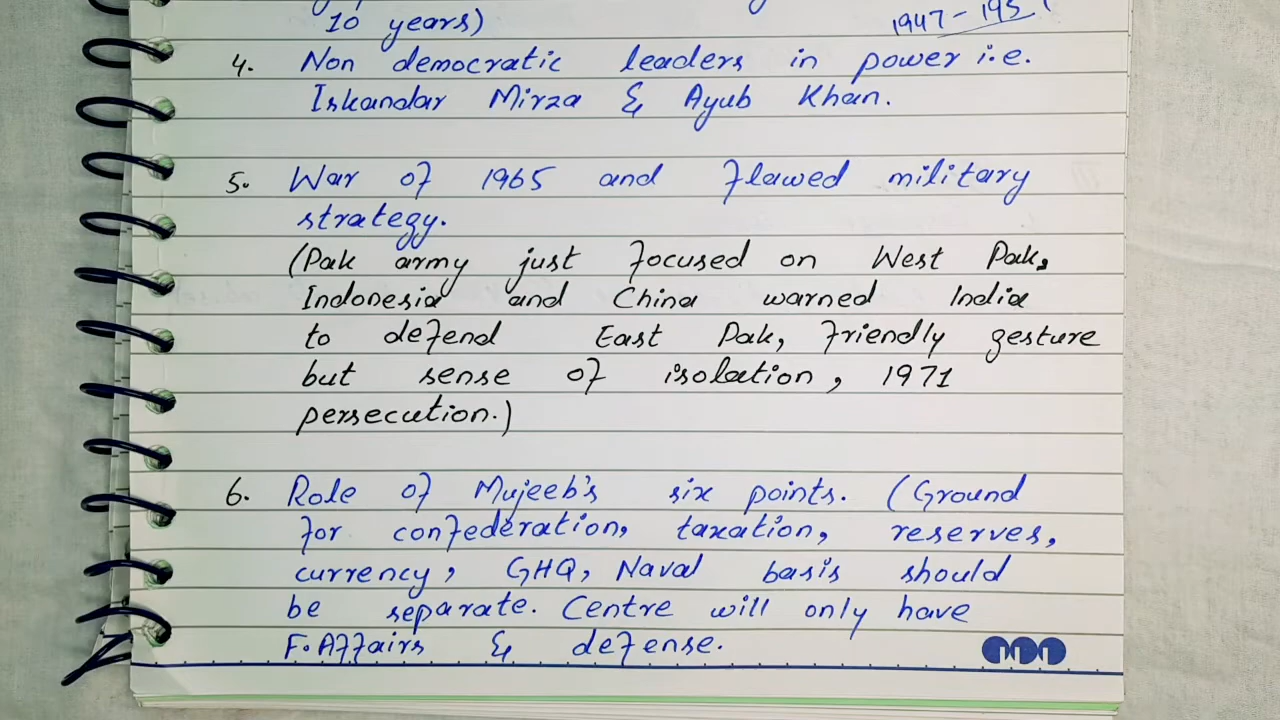 10 years)
1947 - 195
4. Non democratic leaders in power i.e.
Iskandar Mirza & Ayub Khan.
5. War of 1965 and flawed military
strategy.
(Pak army just focused on West Pak,
Indonesia and China warned India
to defend East Pak, friendly gesture
but sense of isolation, 1971
persecution.)
6. Role of Mujeeb's six points. (Ground
for confederation, taxation, reserves,
currency, GHQ, Naval basis should
be separate. Centre will only have
F. Affairs & defense.